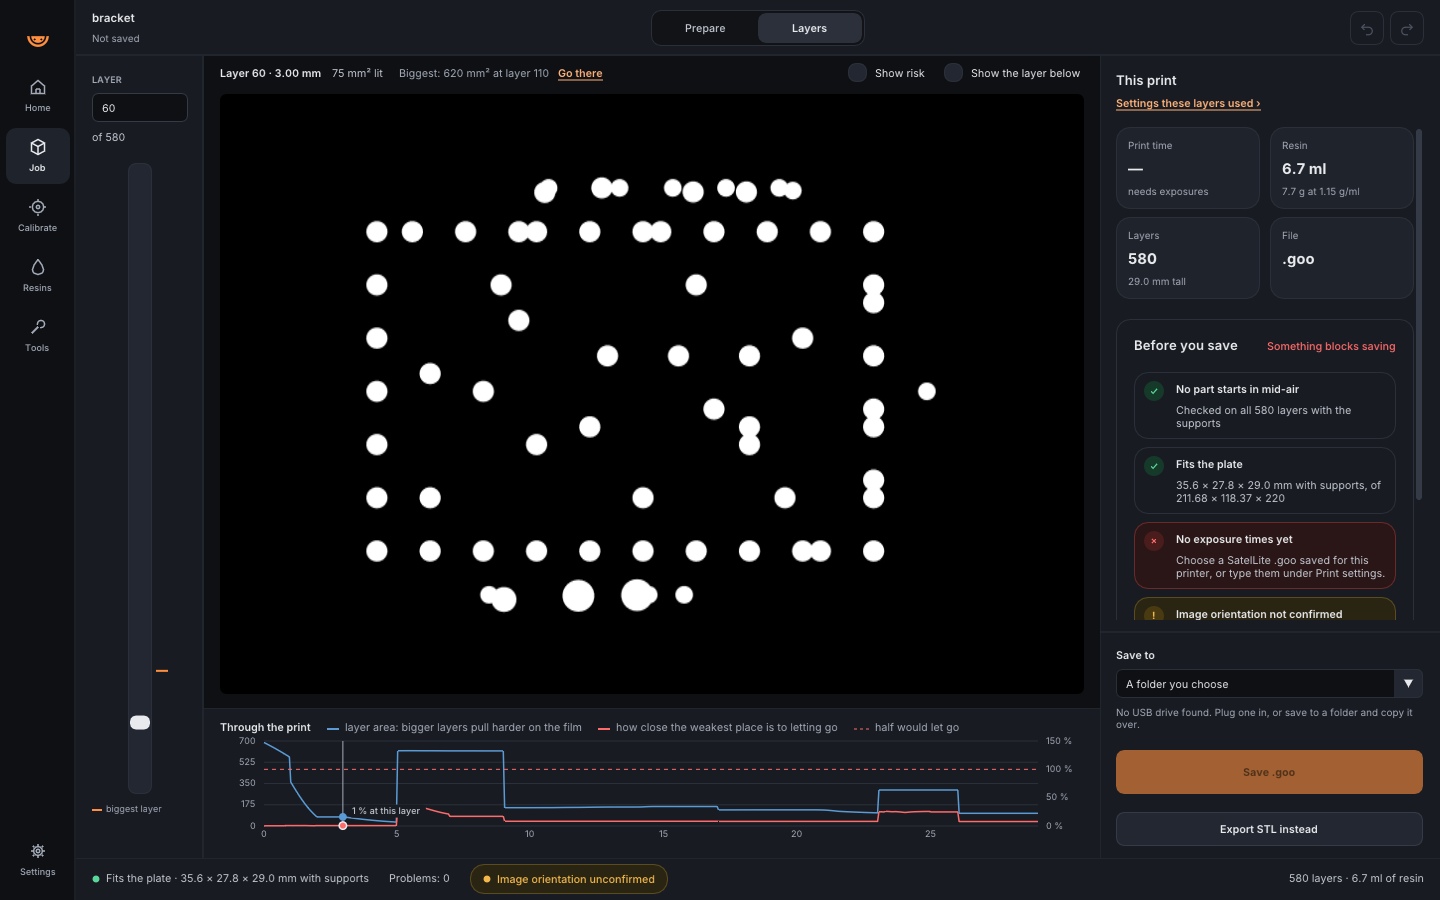 bracket
Not saved
Prepare
Layers
Home
Job
Calibrate
Resins
Tools
Settings
LAYER
60
of 580
biggest layer
Layer 60 · 3.00 mm
75 mm² lit
Biggest: 620 mm² at layer 110
Go there
Show risk
Show the layer below
Through the print
layer area: bigger layers pull harder on the film
how close the weakest place is to letting go
half would let go
700
525
350
175
0
150 %
100 %
50 %
0 %
1 % at this layer
0
5
10
15
20
25
This print
Settings these layers used ›
Print time
—
needs exposures
Resin
6.7 ml
7.7 g at 1.15 g/ml
Layers
580
29.0 mm tall
File
.goo
Before you save
Something blocks saving
No part starts in mid-air
Checked on all 580 layers with the
supports
Fits the plate
35.6 × 27.8 × 29.0 mm with supports, of
211.68 × 118.37 × 220
No exposure times yet
Choose a SatelLite .goo saved for this
printer, or type them under Print settings.
Image orientation not confirmed
Save to
A folder you choose
No USB drive found. Plug one in, or save to a folder and copy it
over.
Save .goo
Export STL instead
Fits the plate · 35.6 × 27.8 × 29.0 mm with supports
Problems: 0
Image orientation unconfirmed
580 layers · 6.7 ml of resin